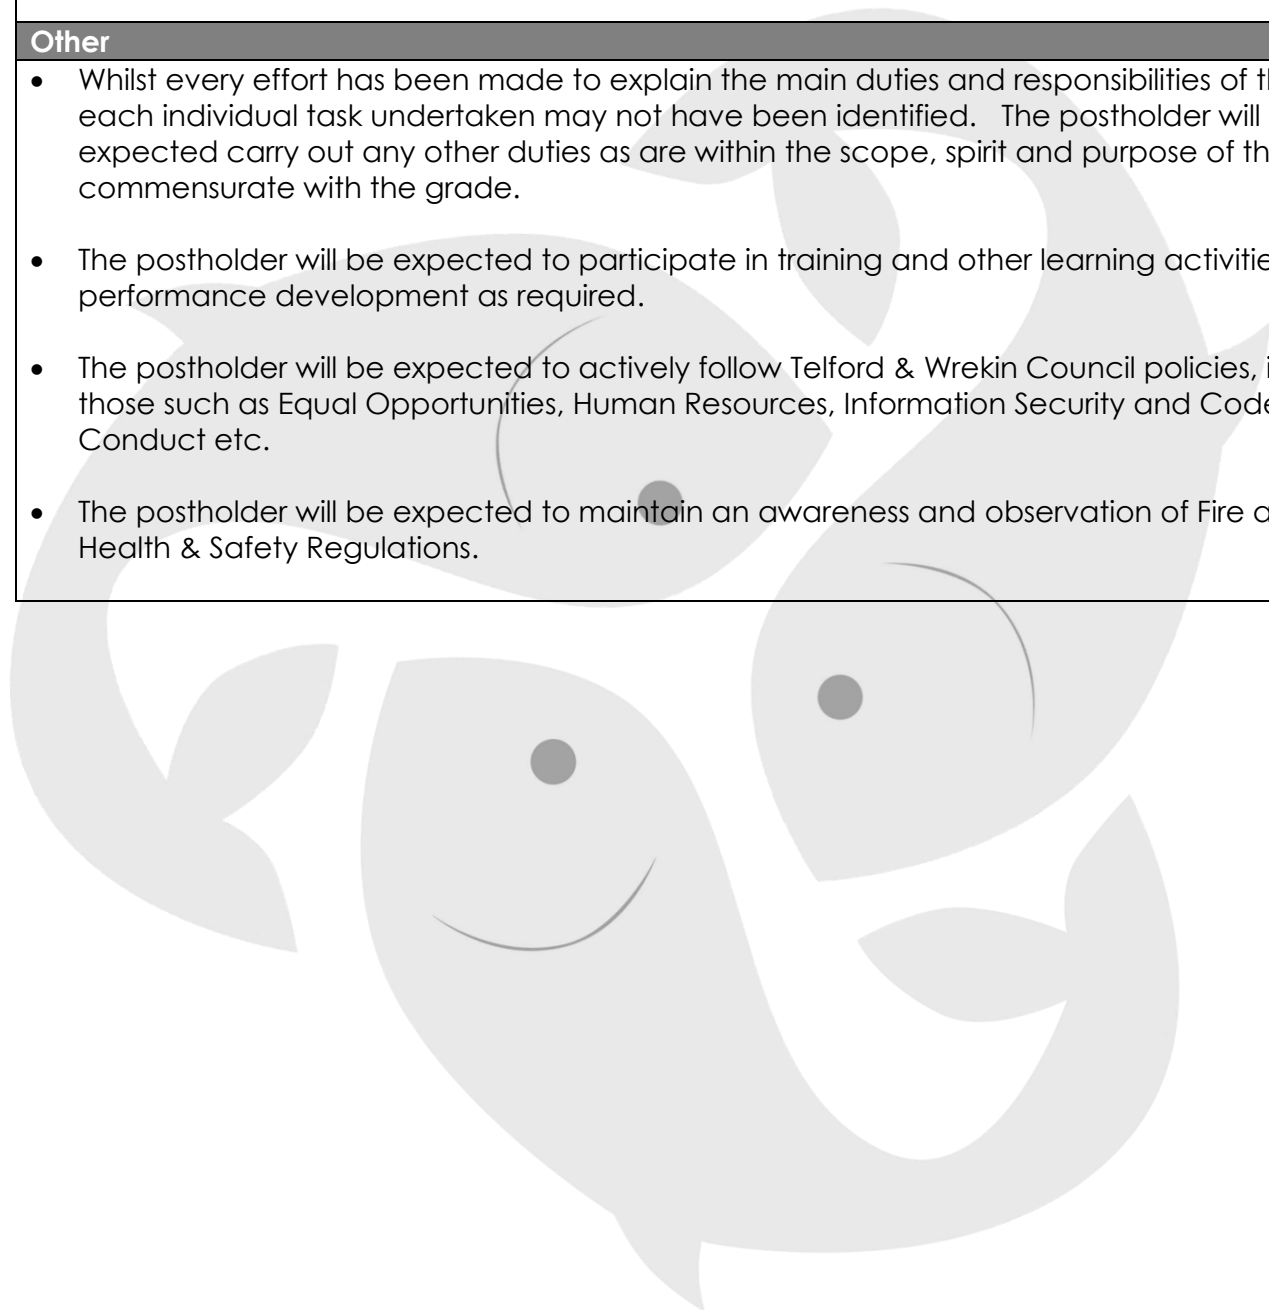 Other
• Whilst every effort has been made to explain the main duties and responsibilities of
each individual task undertaken may not have been identified.   The postholder will
expected carry out any other duties as are within the scope, spirit and purpose of
commensurate with the grade.
• The postholder will be expected to participate in training and other learning
performance development as required.
• The postholder will be expected to actively follow Telford & Wrekin Council policies,
those such as Equal Opportunities, Human Resources, Information Security and
Conduct etc.
• The postholder will be expected to maintain an awareness and observation of Fire
Health & Safety Regulations.